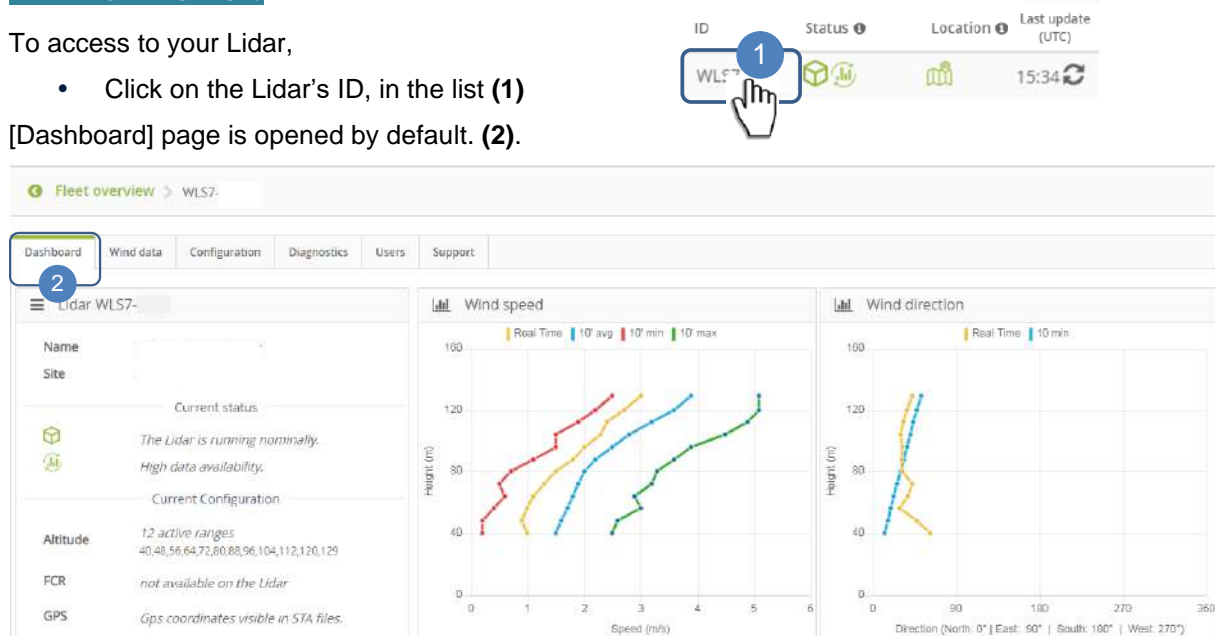 ID Status Location Last update
(UTC)
To access to your Lidar,
1
15:34
• Click on the Lidar's ID, in the list (1)
[Dashboard] page is opened by default. (2).
Fleet overview > WLS7-
Dashboard Wind data Configuration Diagnostics Users Support
2
Lidar WLS7-
Name
Site
Current status
The Lidar is running nominally.
High data availability.
Current Configuration
Altitude 12 active ranges
40,48,56,64,72,80,88,96,104,112,120,129
FCR not available on the Lidar
GPS Gps coordinates visible in STA files.
Wind speed
Real Time 10' avg 10' min 10' max
160
120
80
40
0
Height (m)
0 1 2 3 4 5 6
Speed (m/s)
Wind direction
Real Time 10 min
160
120
80
40
0
Height (m)
0 90 180 270 360
Direction (North: 0° | East: 90° | South: 180° | West: 270°)